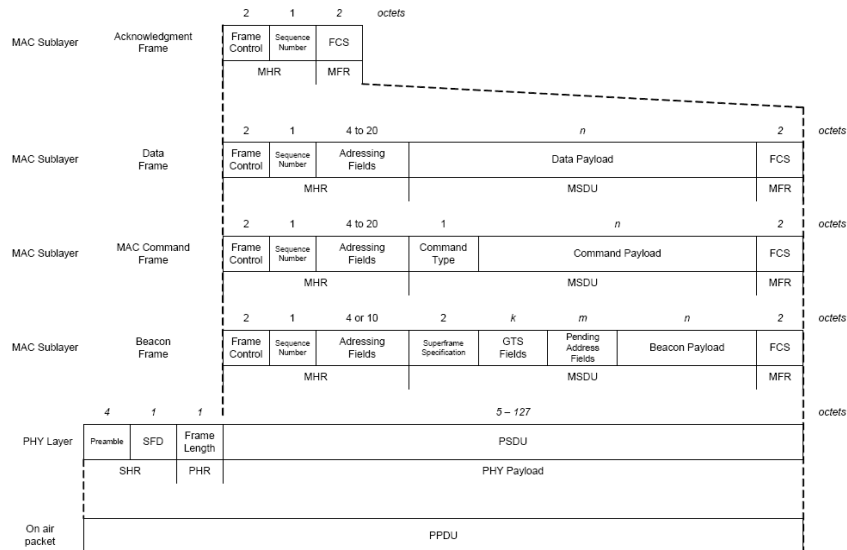 2 1 2 octets
MAC Sublayer Acknowledgment Frame Frame Control Sequence Number FCS
MHR MFR
2 1 4 to 20 n 2 octets
MAC Sublayer Data Frame Frame Control Sequence Number Adressing Fields Data Payload FCS
MHR MSDU MFR
2 1 4 to 20 1 n 2 octets
MAC Sublayer MAC Command Frame Frame Control Sequence Number Adressing Fields Command Type Command Payload FCS
MHR MSDU MFR
2 1 4 or 10 2 k m n 2 octets
MAC Sublayer Beacon Frame Frame Control Sequence Number Adressing Fields Superframe Specification GTS Fields Pending Address Fields Beacon Payload FCS
MHR MSDU MFR
4 1 1 5 – 127 octets
PHY Layer Preamble SFD Frame Length PSDU
SHR PHR PHY Payload
On air packet PPDU